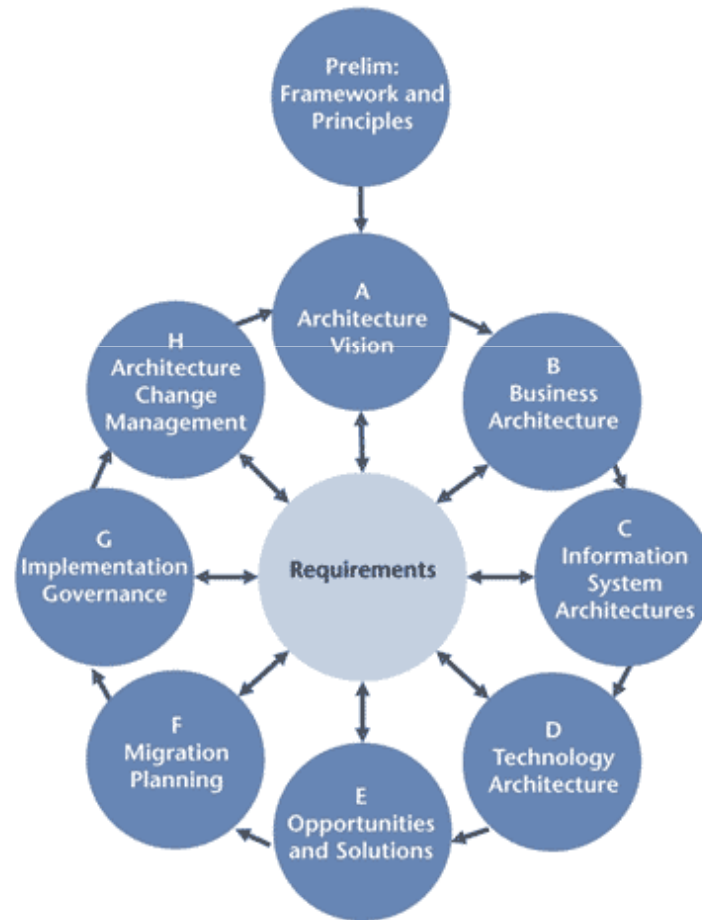 Prelim:
Framework and
Principles
A
Architecture
Vision
B
Business
Architecture
C
Information
System
Architectures
D
Technology
Architecture
E
Opportunities
and Solutions
F
Migration
Planning
G
Implementation
Governance
H
Architecture
Change
Management
Requirements